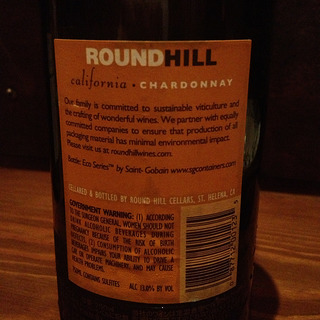 ROUNDHILL
california • CHARDONNAY
Our family is committed to sustainable viticulture and
the crafting of wonderful wines. We partner with equally
committed companies to ensure that production of all
packaging material has minimal environmental impact.
Please visit us at roundhillwines.com.
Bottle: Eco Series™ by Saint-Gobain www.sgcontainers.com
CELLARED & BOTTLED BY ROUND HILL CELLARS, ST. HELENA, CA
GOVERNMENT WARNING: (1) ACCORDING
TO THE SURGEON GENERAL, WOMEN SHOULD NOT
DRINK ALCOHOLIC BEVERAGES DURING
PREGNANCY BECAUSE OF THE RISK OF BIRTH
DEFECTS. (2) CONSUMPTION OF ALCOHOLIC
BEVERAGES IMPAIRS YOUR ABILITY TO DRIVE A
CAR OR OPERATE MACHINERY, AND MAY CAUSE
HEALTH PROBLEMS.
750ML CONTAINS SULFITES ALC 13.8% BY VOL